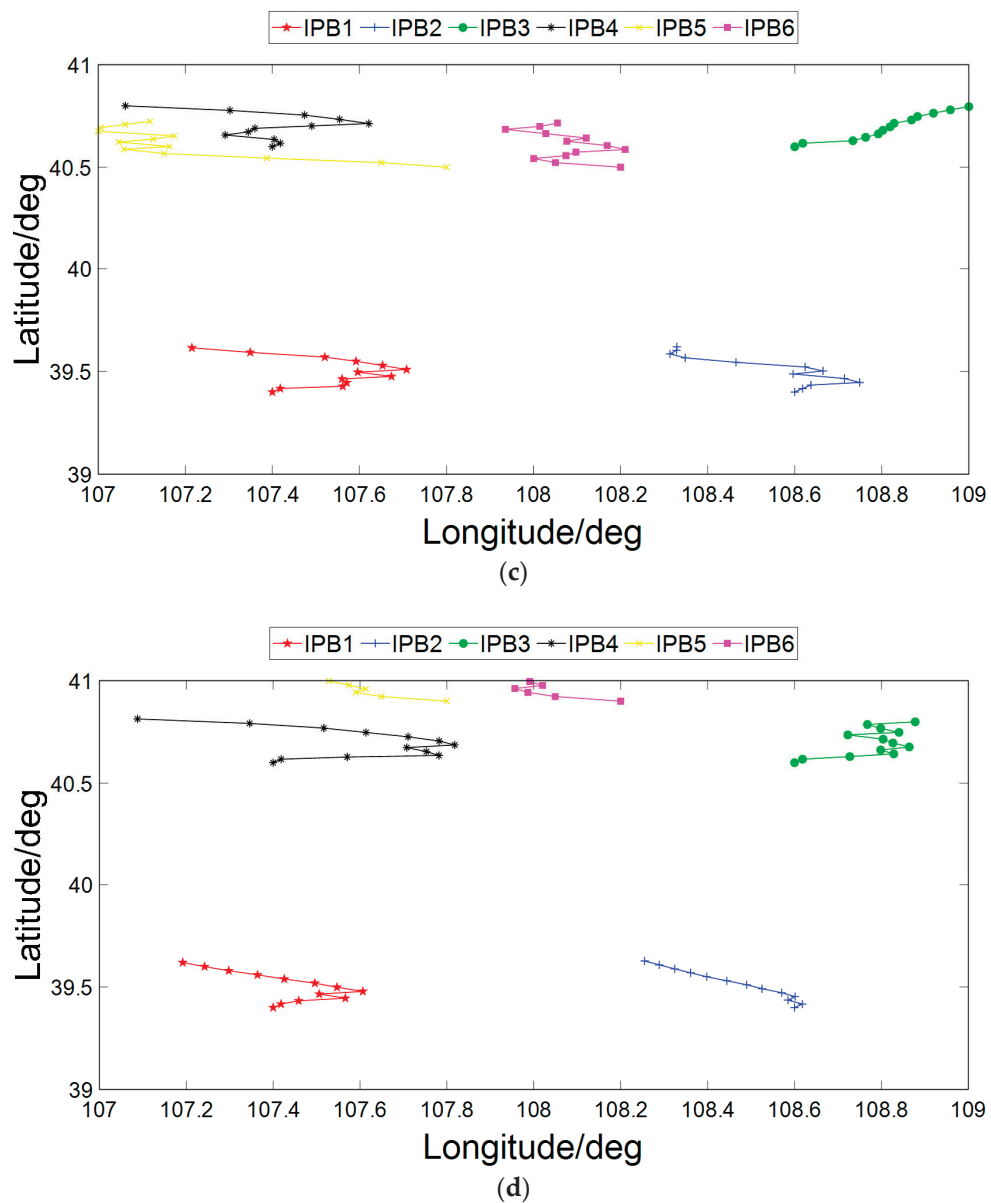 IPB1 IPB2 IPB3 IPB4 IPB5 IPB6
41
40.5
40
39.5
39
Latitude/deg
107 107.2 107.4 107.6 107.8 108 108.2 108.4 108.6 108.8 109
Longitude/deg
(c)
IPB1 IPB2 IPB3 IPB4 IPB5 IPB6
41
40.5
40
39.5
39
Latitude/deg
107 107.2 107.4 107.6 107.8 108 108.2 108.4 108.6 108.8 109
Longitude/deg
(d)